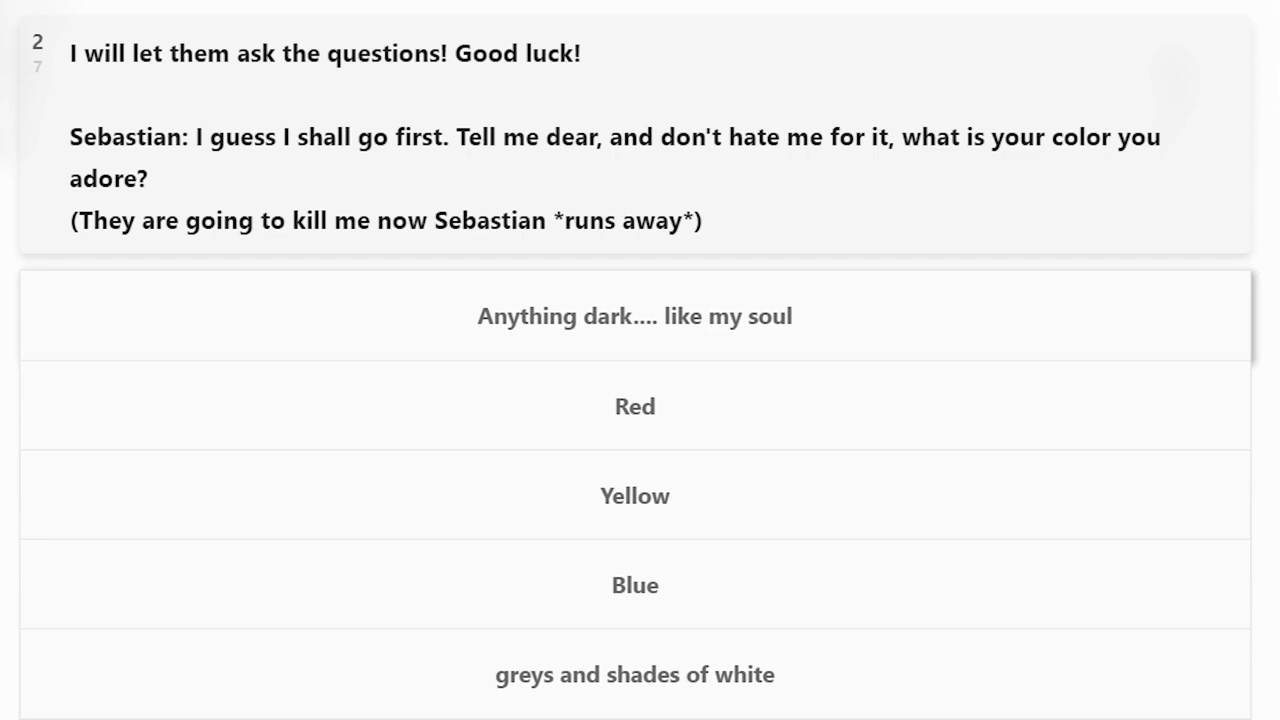 2
7
I will let them ask the questions! Good luck!
Sebastian: I guess I shall go first. Tell me dear, and don't hate me for it, what is your color you
adore?
(They are going to kill me now Sebastian *runs away*)
Anything dark.... like my soul
Red
Yellow
Blue
greys and shades of white